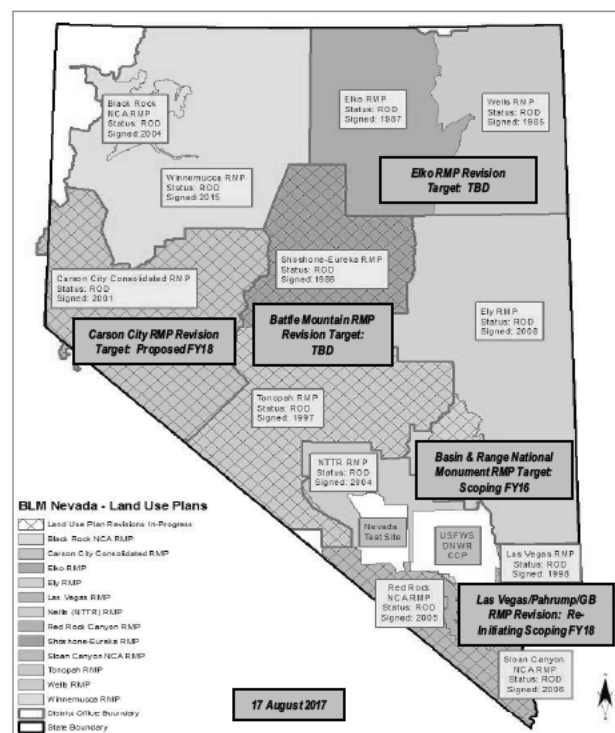 Black Rock
NCA RMP
Status: ROD
Signed: 2004
Elko RMP
Status: ROD
Signed: 1987
Wells RMP
Status: ROD
Signed: 1985
Elko RMP Revision
Target: TBD
Winnemucca RMP
Status: ROD
Signed: 2015
Shoshone-Eureka RMP
Status: ROD
Signed: 1986
Carson City Consolidated RMP
Status: ROD
Signed: 2001
Ely RMP
Status: ROD
Signed: 2008
Carson City RMP Revision
Target: Proposed FY18
Battle Mountain RMP
Revision Target:
TBD
Tonopah RMP
Status: ROD
Signed: 1997
Basin & Range National
Monument RMP Target:
Scoping FY16
NTTR RMP
Status: ROD
Signed: 2004
Nevada
Test Site
USFWS
DNWR
CCP
Las Vegas RMP
Status: ROD
Signed: 1998
Red Rock
NCA RMP
Status: ROD
Signed: 2005
Las Vegas/Pahrump/GB
RMP Revision: Re-
Initiating Scoping FY18
Sloan Canyon
NCA RMP
Status: ROD
Signed: 2006
BLM Nevada - Land Use Plans
Land Use Plan Revisions In-Progress
Black Rock NCA RMP
Carson City Consolidated RMP
Elko RMP
Ely RMP
Las Vegas RMP
Nellis (NTTR) RMP
Red Rock Canyon RMP
Shoshone-Eureka RMP
Sloan Canyon NCA RMP
Tonopah RMP
Wells RMP
Winnemucca RMP
District Office Boundary
State Boundary
17 August 2017
N